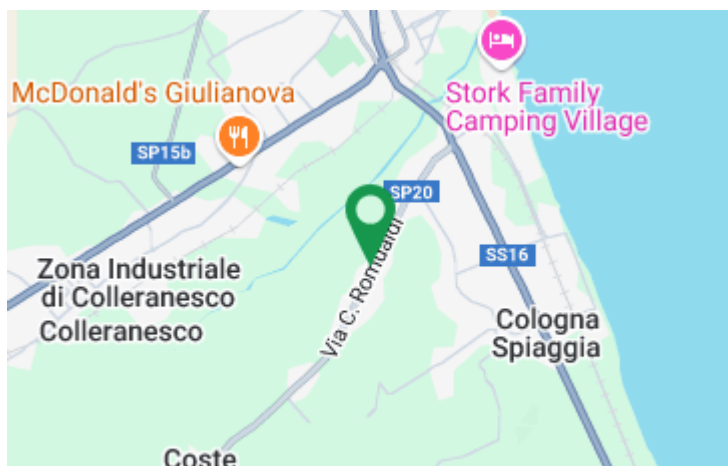 McDonald's Giulianova
Stork Family
Camping Village
SP15b
SP20
SS16
Via C. Romualdi
Zona Industriale
di Colleranesco
Colleranesco
Cologna
Spiaggia
Coste